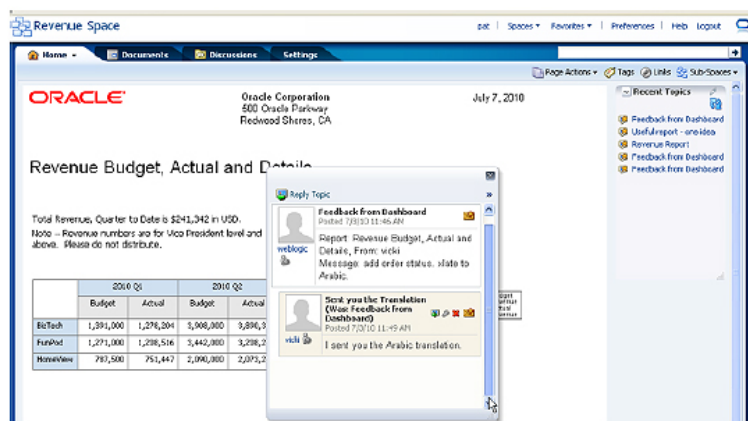 Revenue Space
pat | Spaces | Favorites | Preferences | Help Logout
Home Documents Discussions Settings
Page Actions Tags Links Sub-Spaces
ORACLE
Oracle Corporation
500 Oracle Parkway
Redwood Shores, CA
July 7, 2010
Recent Topics
Feedback from Dashboard
Useful report - one idea
Revenue Report
Feedback from Dashboard
Feedback from Dashboard
Revenue Budget, Actual and Details
Total Revenue, Quarter to Date is $241,342 in USD.
Note -- Revenue numbers are for Vice President level and
above. Please do not distribute.
2010 Q1 2010 Q2
Budget Actual Budget Actual
BizTech 1,391,000 1,278,204 3,908,000
FunPod 1,271,000 1,298,516 3,442,000
HomeView 787,500 751,447 2,090,000
Reply Topic
Feedback from Dashboard
Posted 7/8/10 11:46 AM
weblogic
Report: Revenue Budget, Actual and
Details, From: vicki
Message: add order status. xlate to
Arabic.
Sent you the Translation
(Was: Feedback from
Dashboard)
Posted 7/8/10 11:49 AM
vicki
I sent you the Arabic translation.